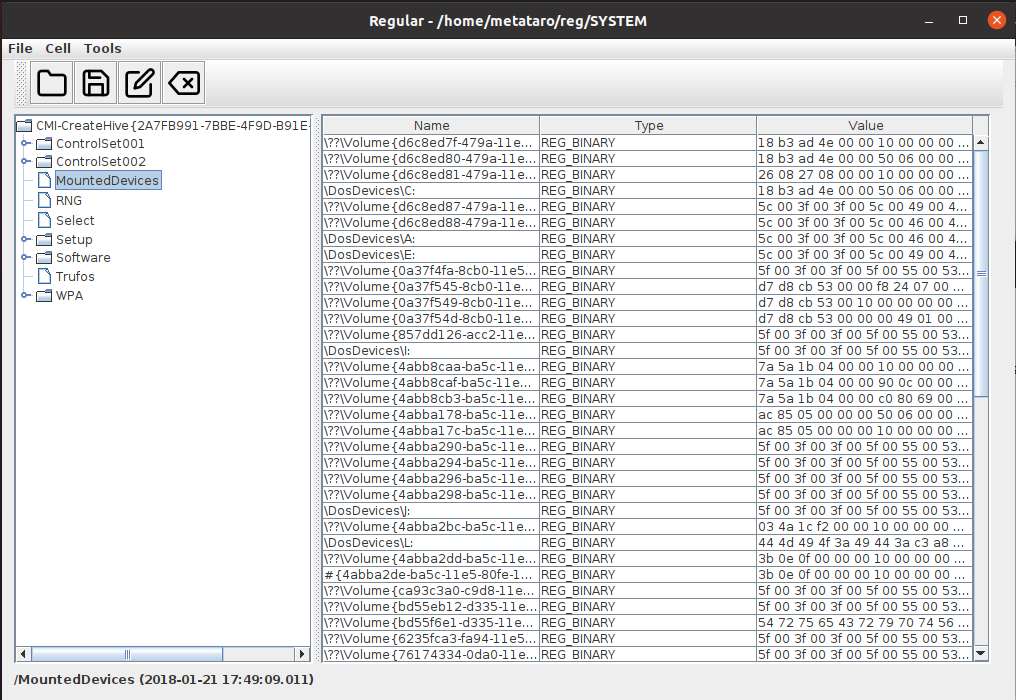 Regular - /home/metataro/reg/SYSTEM
File Cell Tools
CMI-CreateHive{2A7FB991-7BBE-4F9D-B91E-
ControlSet001
ControlSet002
MountedDevices
RNG
Select
Setup
Software
Trufos
WPA
Name Type Value
\??\Volume{d6c8ed7f-479a-11e... REG_BINARY 18 b3 ad 4e 00 00 10 00 00 00 ...
\??\Volume{d6c8ed80-479a-11e... REG_BINARY 18 b3 ad 4e 00 00 50 06 00 00 ...
\??\Volume{d6c8ed81-479a-11e... REG_BINARY 26 08 27 08 00 00 10 00 00 00 ...
\DosDevices\C: REG_BINARY 18 b3 ad 4e 00 00 50 06 00 00 ...
\??\Volume{d6c8ed87-479a-11e... REG_BINARY 5c 00 3f 00 3f 00 5c 00 49 00 4...
\??\Volume{d6c8ed88-479a-11e... REG_BINARY 5c 00 3f 00 3f 00 5c 00 46 00 4...
\DosDevices\A: REG_BINARY 5c 00 3f 00 3f 00 5c 00 46 00 4...
\DosDevices\E: REG_BINARY 5c 00 3f 00 3f 00 5c 00 49 00 4...
\??\Volume{0a37f4fa-8cb0-11e5... REG_BINARY 5f 00 3f 00 3f 00 5f 00 55 00 53...
\??\Volume{0a37f545-8cb0-11e... REG_BINARY d7 d8 cb 53 00 00 f8 24 07 00 ...
\??\Volume{0a37f549-8cb0-11e... REG_BINARY d7 d8 cb 53 00 10 00 00 00 00 ...
\??\Volume{0a37f54d-8cb0-11e... REG_BINARY d7 d8 cb 53 00 00 00 49 01 00 ...
\??\Volume{857dd126-acc2-11e... REG_BINARY 5f 00 3f 00 3f 00 5f 00 55 00 53...
\DosDevices\I: REG_BINARY 5f 00 3f 00 3f 00 5f 00 55 00 53...
\??\Volume{4abb8caa-ba5c-11e... REG_BINARY 7a 5a 1b 04 00 00 10 00 00 00 ...
\??\Volume{4abb8caf-ba5c-11e... REG_BINARY 7a 5a 1b 04 00 00 90 0c 00 00 ...
\??\Volume{4abb8cb3-ba5c-11e... REG_BINARY 7a 5a 1b 04 00 00 c0 80 69 00 ...
\??\Volume{4abba178-ba5c-11e... REG_BINARY ac 85 05 00 00 00 50 06 00 00 ...
\??\Volume{4abba17c-ba5c-11e... REG_BINARY ac 85 05 00 00 00 10 00 00 00 ...
\??\Volume{4abba290-ba5c-11e... REG_BINARY 5f 00 3f 00 3f 00 5f 00 55 00 53...
\??\Volume{4abba294-ba5c-11e... REG_BINARY 5f 00 3f 00 3f 00 5f 00 55 00 53...
\??\Volume{4abba296-ba5c-11e... REG_BINARY 5f 00 3f 00 3f 00 5f 00 55 00 53...
\??\Volume{4abba298-ba5c-11e... REG_BINARY 5f 00 3f 00 3f 00 5f 00 55 00 53...
\DosDevices\J: REG_BINARY 5f 00 3f 00 3f 00 5f 00 55 00 53...
\??\Volume{4abba2bc-ba5c-11e... REG_BINARY 03 4a 1c f2 00 00 10 00 00 00 ...
\DosDevices\L: REG_BINARY 44 4d 49 4f 3a 49 44 3a c3 a8 ...
\??\Volume{4abba2dd-ba5c-11e... REG_BINARY 3b 0e 0f 00 00 00 10 00 00 00 ...
#{4abba2de-ba5c-11e5-80fe-1... REG_BINARY 3b 0e 0f 00 00 00 10 00 00 00 ...
\??\Volume{ca93c3a0-c9d8-11e... REG_BINARY 5f 00 3f 00 3f 00 5f 00 55 00 53...
\??\Volume{bd55eb12-d335-11e... REG_BINARY 5f 00 3f 00 3f 00 5f 00 55 00 53...
\??\Volume{bd55f6e1-d335-11e... REG_BINARY 54 72 75 65 43 72 79 70 74 56 ...
\??\Volume{6235fca3-fa94-11e5... REG_BINARY 5f 00 3f 00 3f 00 5f 00 55 00 53...
\??\Volume{76174334-0da0-11e... REG_BINARY 5f 00 3f 00 3f 00 5f 00 55 00 53...
/MountedDevices (2018-01-21 17:49:09.011)